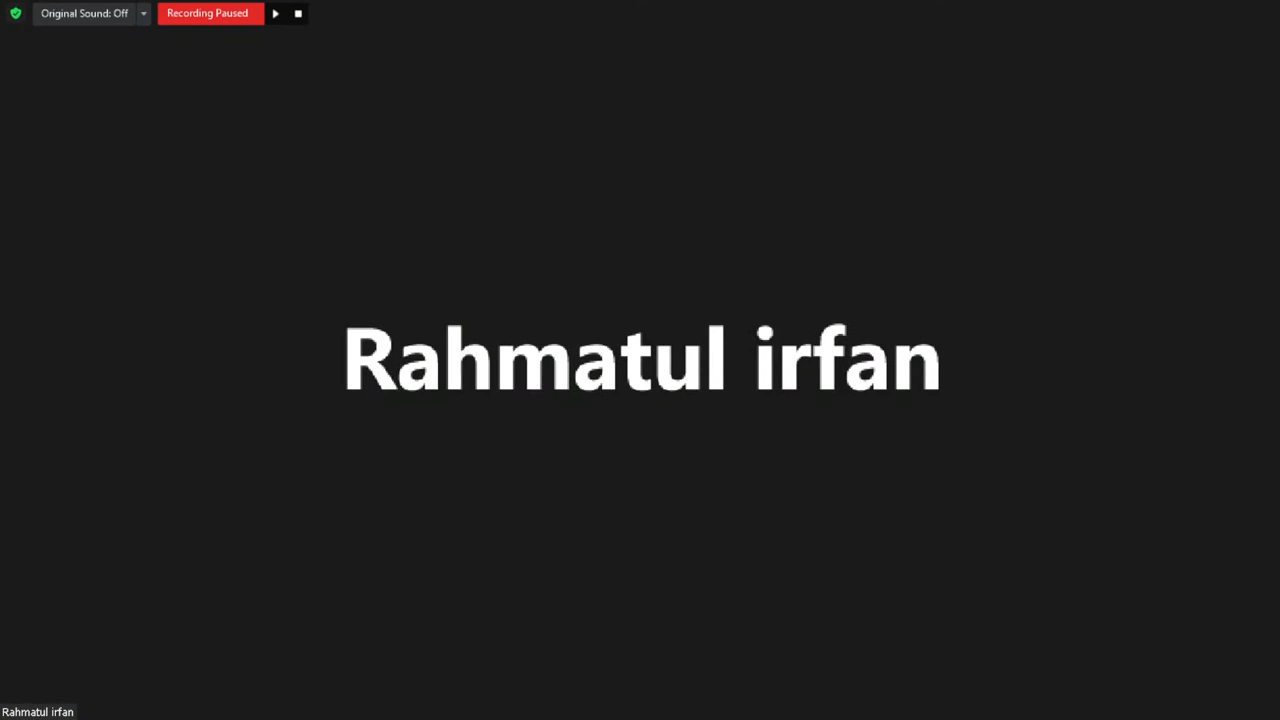 Original Sound: Off
Recording Paused
Rahmatul irfan
Rahmatul irfan